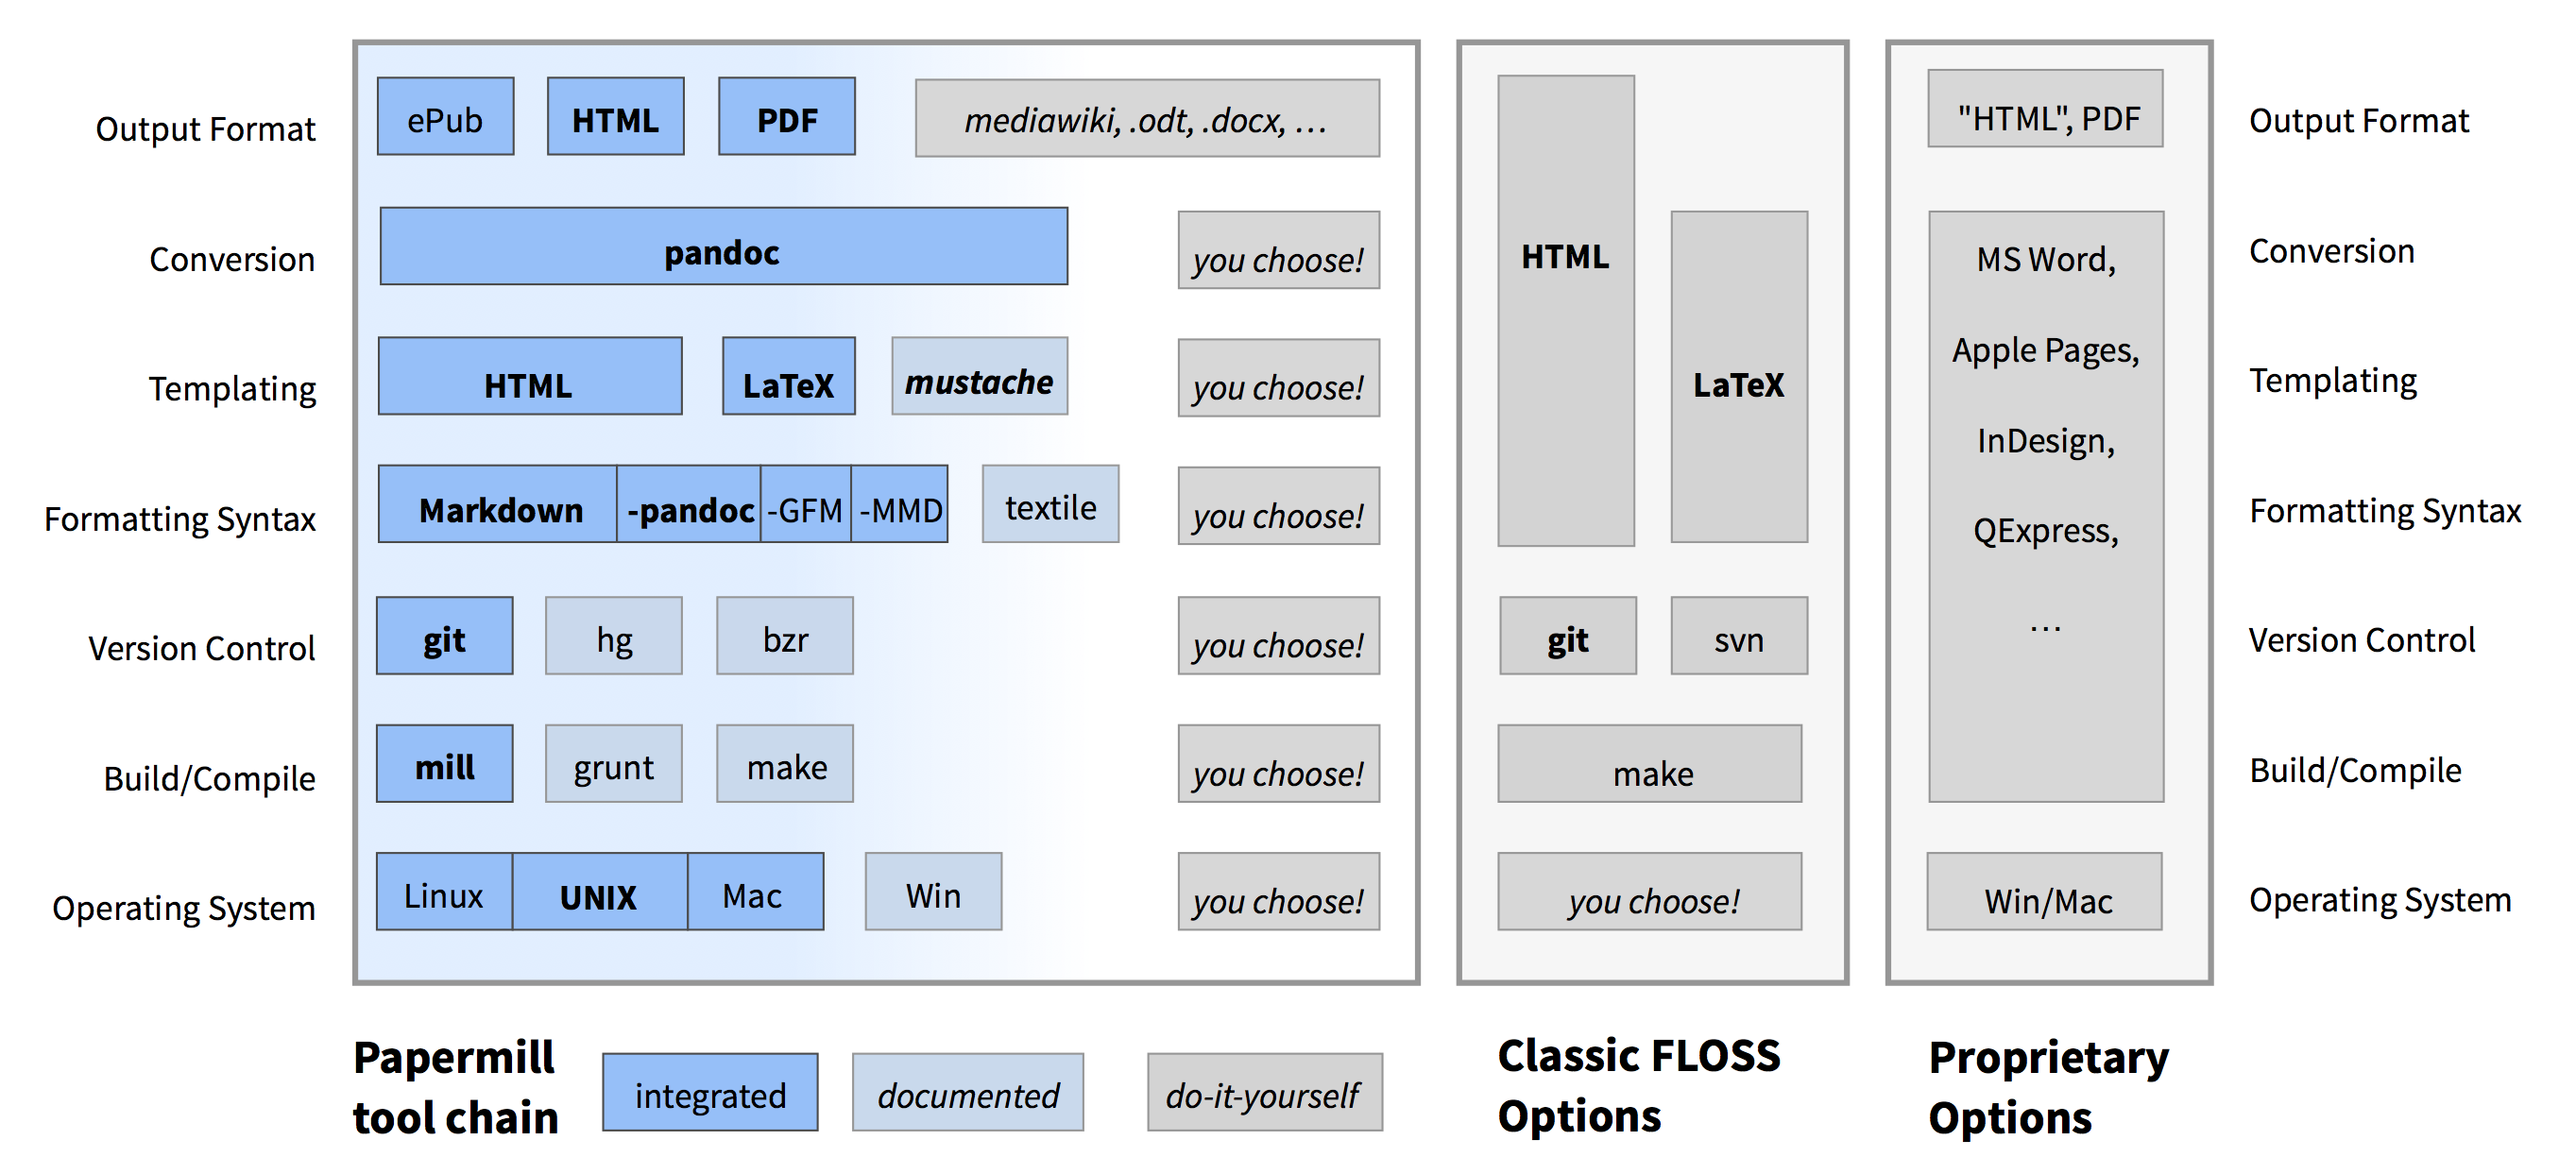 Output Format
ePub
HTML
PDF
mediawiki, .odt, .docx, …
HTML
"HTML", PDF
Output Format
Conversion
pandoc
you choose!
LaTeX
MS Word,
Apple Pages,
InDesign,
QExpress,
…
Conversion
Templating
HTML
LaTeX
mustache
you choose!
Templating
Formatting Syntax
Markdown
-pandoc
-GFM
-MMD
textile
you choose!
Formatting Syntax
Version Control
git
hg
bzr
you choose!
git
svn
Version Control
Build/Compile
mill
grunt
make
you choose!
make
Build/Compile
Operating System
Linux
UNIX
Mac
Win
you choose!
you choose!
Win/Mac
Operating System
Papermill
tool chain
integrated
documented
do-it-yourself
Classic FLOSS
Options
Proprietary
Options